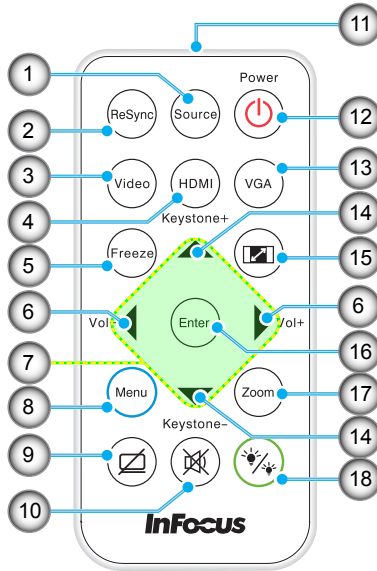 11
1
Power
ReSync
Source
2
12
3
13
Video
HDMI
VGA
4
Keystone+
14
5
Freeze
15
6
Vol-
Enter
Vol+
6
7
16
8
Menu
Zoom
17
Keystone-
14
9
10
18
InFocus